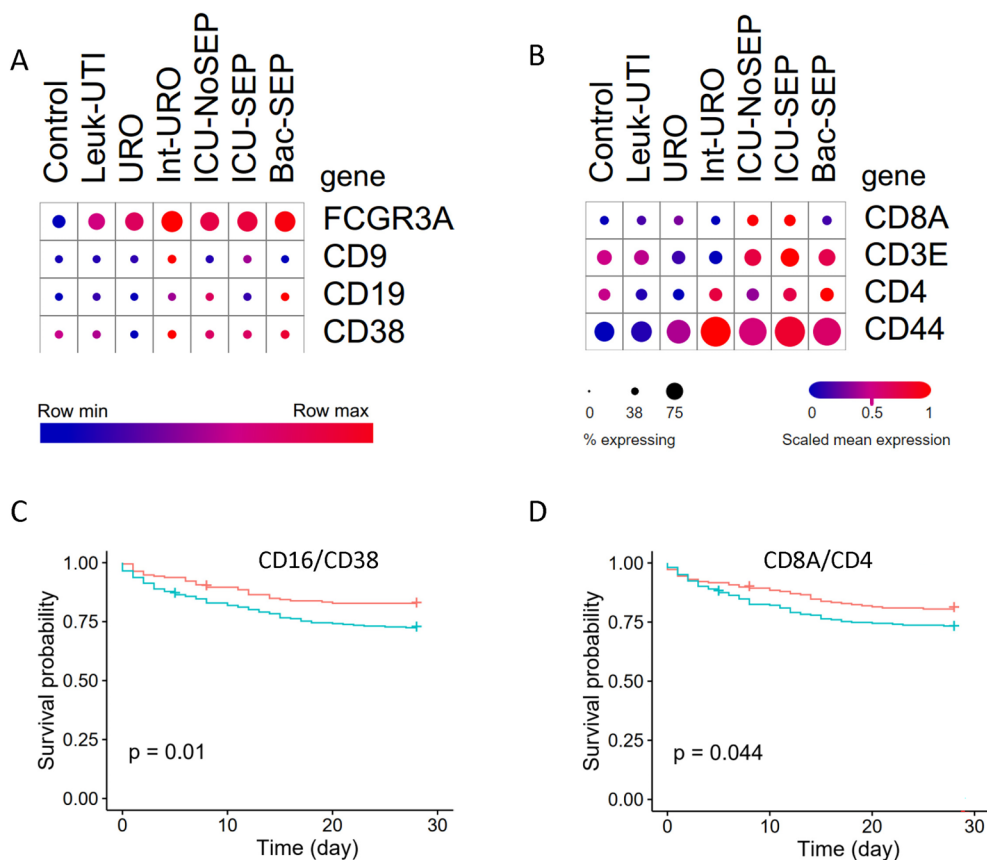 A
Control
Leuk-UTI
URO
Int-URO
ICU-NoSEP
ICU-SEP
Bac-SEP
gene
FCGR3A
CD9
CD19
CD38
Row min Row max
B
Control
Leuk-UTI
URO
Int-URO
ICU-NoSEP
ICU-SEP
Bac-SEP
gene
CD8A
CD3E
CD4
CD44
0 38 75
% expressing
0 0.5 1
Scaled mean expression
C
CD16/CD38
Survival probability
1.00
0.75
0.50
0.25
0.00
p = 0.01
0 10 20 30
Time (day)
D
CD8A/CD4
Survival probability
1.00
0.75
0.50
0.25
0.00
p = 0.044
0 10 20 30
Time (day)